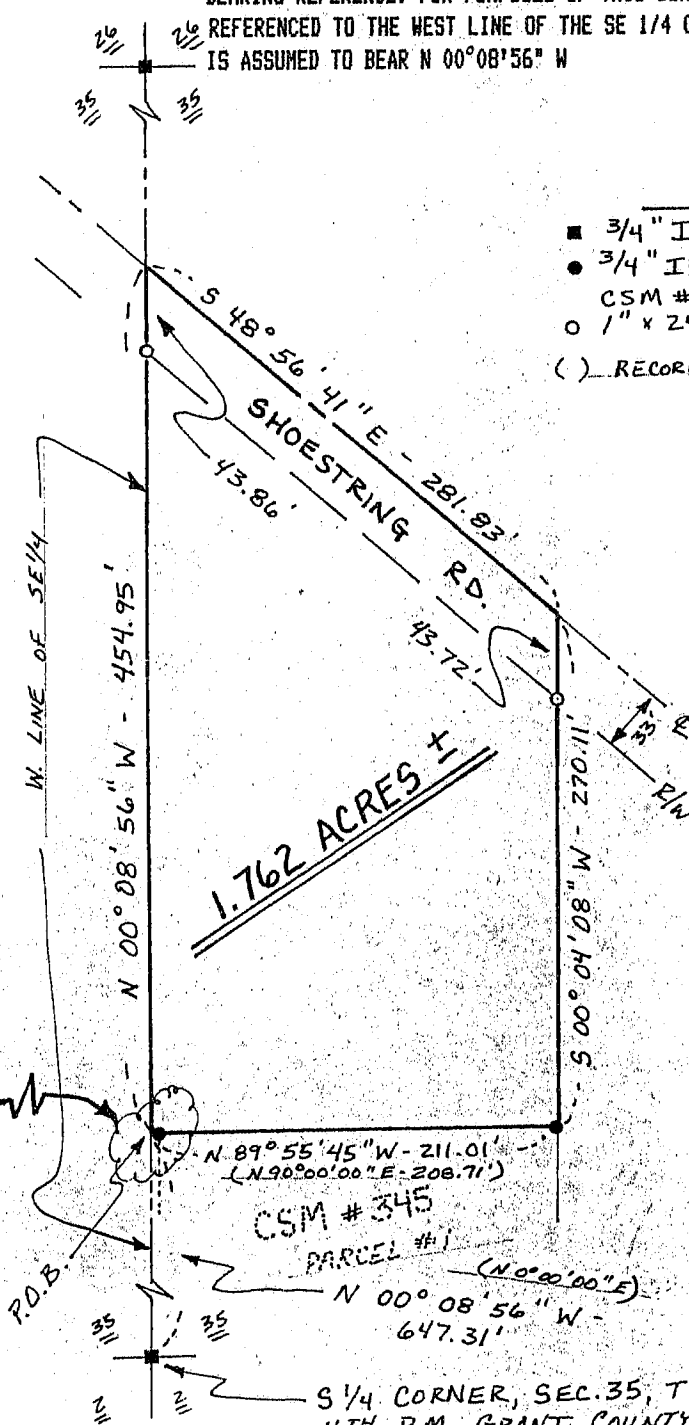 REFERENCED TO THE WEST LINE OF THE SE 1/4
IS ASSUMED TO BEAR N 00°08'56" W
26 26
35 35
■ 3/4"
● 3/4"
CSM #
○ 1" x
( ) RECOR
S 48°56'41" E - 281.83'
SHOESTRING RD.
43.86'
43.72'
W. LINE OF SE 1/4
N 00°08'56" W - 454.95'
33'
R/W
1.762 ACRES ±
S 00°04'08" W - 270.11'
N 89°55'45" W - 211.01'
(N 90°00'00" E - 208.71')
CSM # 345
PARCEL #1
P.O.B.
(N 0°00'00" E)
N 00°08'56" W -
647.31'
35 35
2 2
S 1/4 CORNER, SEC. 35, T
4TH P.M. GRANT COUNTY